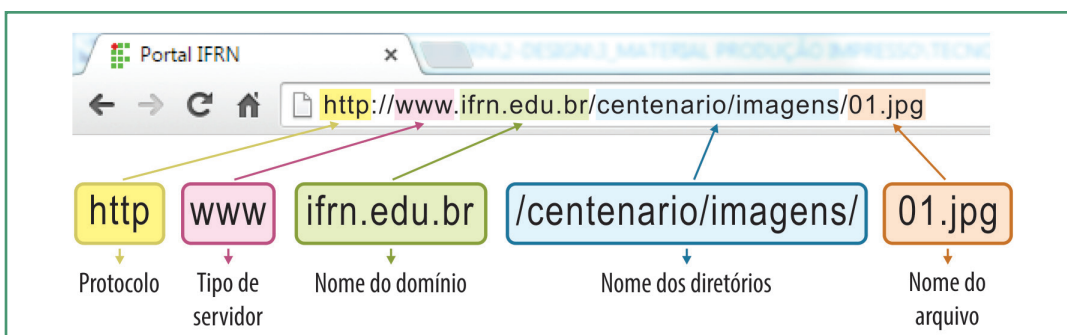 Portal IFRN
http://www.ifrn.edu.br/centenario/imagens/01.jpg
http www ifrn.edu.br /centenario/imagens/ 01.jpg
Protocolo Tipo de servidor Nome do domínio Nome dos diretórios Nome do arquivo